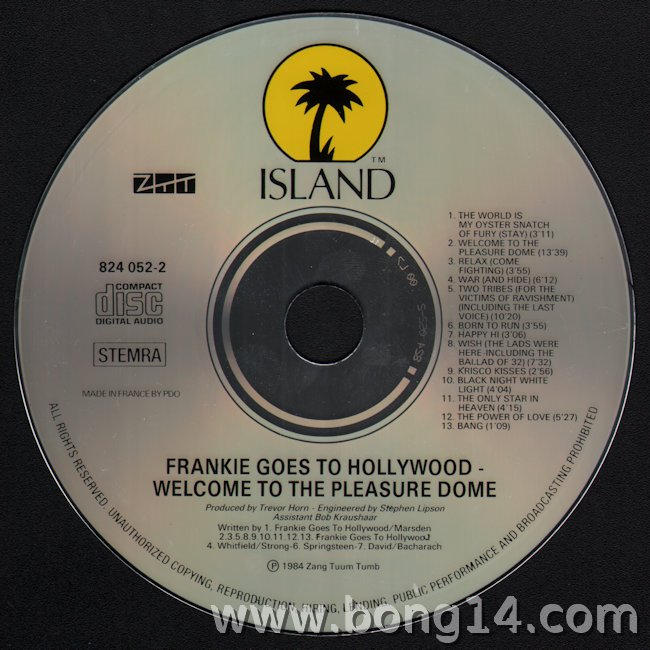 TM
ISLAND
ZTT
824 052-2
COMPACT
disc
DIGITAL AUDIO
STEMRA
MADE IN FRANCE BY PDO
1. THE WORLD IS
MY OYSTER SNATCH
OF FURY (STAY) (3'11)
2. WELCOME TO THE
PLEASURE DOME (13'39)
3. RELAX (COME
FIGHTING) (3'55)
4. WAR (AND HIDE) (6'12)
5. TWO TRIBES (FOR THE
VICTIMS OF RAVISHMENT)
(INCLUDING THE LAST
VOICE) (10'20)
6. BORN TO RUN (3'55)
7. HAPPY HI (3'06)
8. WISH (THE LADS WERE
HERE-INCLUDING THE
BALLAD OF 32) (7'32)
9. KRISCO KISSES (2'56)
10. BLACK NIGHT WHITE
LIGHT (4'04)
11. THE ONLY STAR IN
HEAVEN (4'15)
12. THE POWER OF LOVE (5'27)
13. BANG (1'09)
FRANKIE GOES TO HOLLYWOOD -
WELCOME TO THE PLEASURE DOME
Produced by Trevor Horn - Engineered by Stephen Lipson
Assistant Bob Kraushaar
Written by 1. Frankie Goes To Hollywood/Marsden
2.3.5.8.9.10.11.12.13. Frankie Goes To Hollywood
4. Whitfield/Strong-6. Springsteen-7. David/Bacharach
℗ 1984 Zang Tuum Tumb
ALL RIGHTS RESERVED. UNAUTHORIZED COPYING, REPRODUCTION, HIRING, LENDING, PUBLIC PERFORMANCE AND BROADCASTING PROHIBITED
www.bong14.com